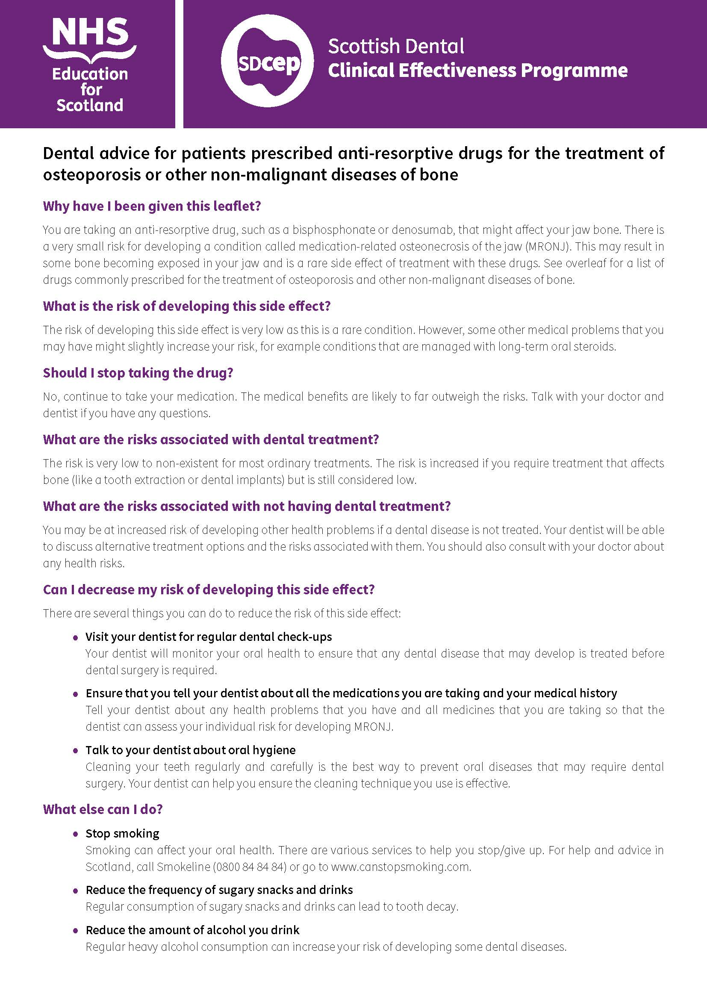 NHS
Education
for
Scotland
SDcep
Scottish Dental
Clinical Effectiveness Programme
Dental advice for patients prescribed anti-resorptive drugs for the treatment of
osteoporosis or other non-malignant diseases of bone
Why have I been given this leaflet?
You are taking an anti-resorptive drug, such as a bisphosphonate or denosumab, that might affect your jaw bone. There is
a very small risk for developing a condition called medication-related osteonecrosis of the jaw (MRONJ). This may result in
some bone becoming exposed in your jaw and is a rare side effect of treatment with these drugs. See overleaf for a list of
drugs commonly prescribed for the treatment of osteoporosis and other non-malignant diseases of bone.
What is the risk of developing this side effect?
The risk of developing this side effect is very low as this is a rare condition. However, some other medical problems that you
may have might slightly increase your risk, for example conditions that are managed with long-term oral steroids.
Should I stop taking the drug?
No, continue to take your medication. The medical benefits are likely to far outweigh the risks. Talk with your doctor and
dentist if you have any questions.
What are the risks associated with dental treatment?
The risk is very low to non-existent for most ordinary treatments. The risk is increased if you require treatment that affects
bone (like a tooth extraction or dental implants) but is still considered low.
What are the risks associated with not having dental treatment?
You may be at increased risk of developing other health problems if a dental disease is not treated. Your dentist will be able
to discuss alternative treatment options and the risks associated with them. You should also consult with your doctor about
any health risks.
Can I decrease my risk of developing this side effect?
There are several things you can do to reduce the risk of this side effect:
• Visit your dentist for regular dental check-ups
Your dentist will monitor your oral health to ensure that any dental disease that may develop is treated before
dental surgery is required.
• Ensure that you tell your dentist about all the medications you are taking and your medical history
Tell your dentist about any health problems that you have and all medicines that you are taking so that the
dentist can assess your individual risk for developing MRONJ.
• Talk to your dentist about oral hygiene
Cleaning your teeth regularly and carefully is the best way to prevent oral diseases that may require dental
surgery. Your dentist can help you ensure the cleaning technique you use is effective.
What else can I do?
• Stop smoking
Smoking can affect your oral health. There are various services to help you stop/give up. For help and advice in
Scotland, call Smokeline (0800 84 84 84) or go to www.canstopsmoking.com.
• Reduce the frequency of sugary snacks and drinks
Regular consumption of sugary snacks and drinks can lead to tooth decay.
• Reduce the amount of alcohol you drink
Regular heavy alcohol consumption can increase your risk of developing some dental diseases.